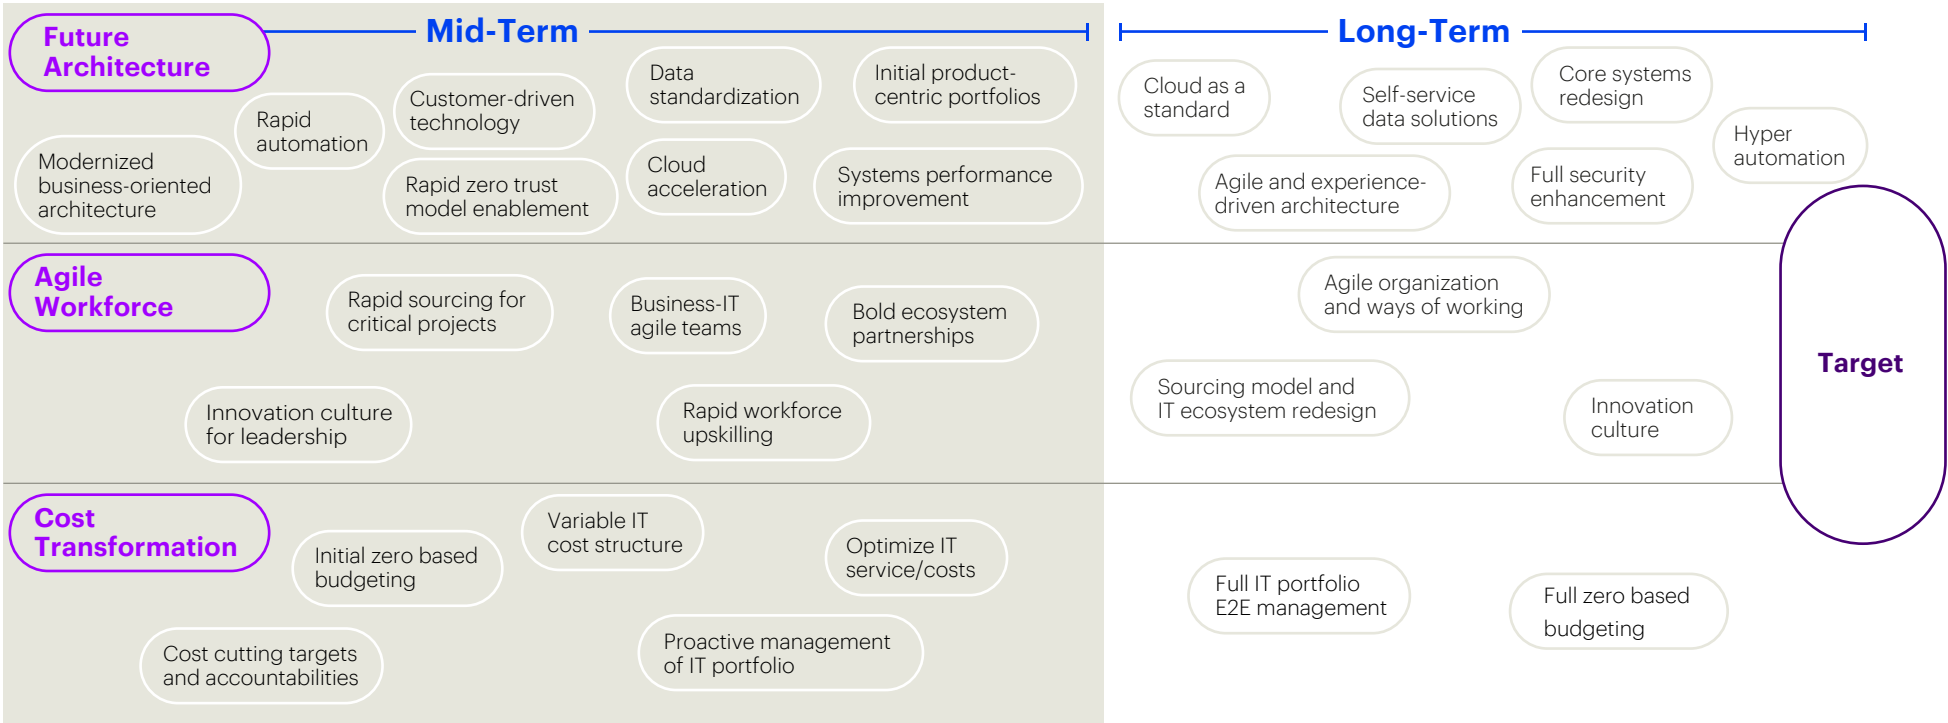 Future
Architecture
Mid-Term
Long-Term
Modernized
business-oriented
architecture
Rapid
automation
Customer-driven
technology
Rapid zero trust
model enablement
Data
standardization
Cloud
acceleration
Initial product-
centric portfolios
Systems performance
improvement
Cloud as a
standard
Agile and experience-
driven architecture
Self-service
data solutions
Core systems
redesign
Full security
enhancement
Hyper
automation
Agile
Workforce
Rapid sourcing for
critical projects
Business-IT
agile teams
Bold ecosystem
partnerships
Innovation culture
for leadership
Rapid workforce
upskilling
Agile organization
and ways of working
Sourcing model and
IT ecosystem redesign
Innovation
culture
Target
Cost
Transformation
Initial zero based
budgeting
Variable IT
cost structure
Optimize IT
service/costs
Cost cutting targets
and accountabilities
Proactive management
of IT portfolio
Full IT portfolio
E2E management
Full zero based
budgeting